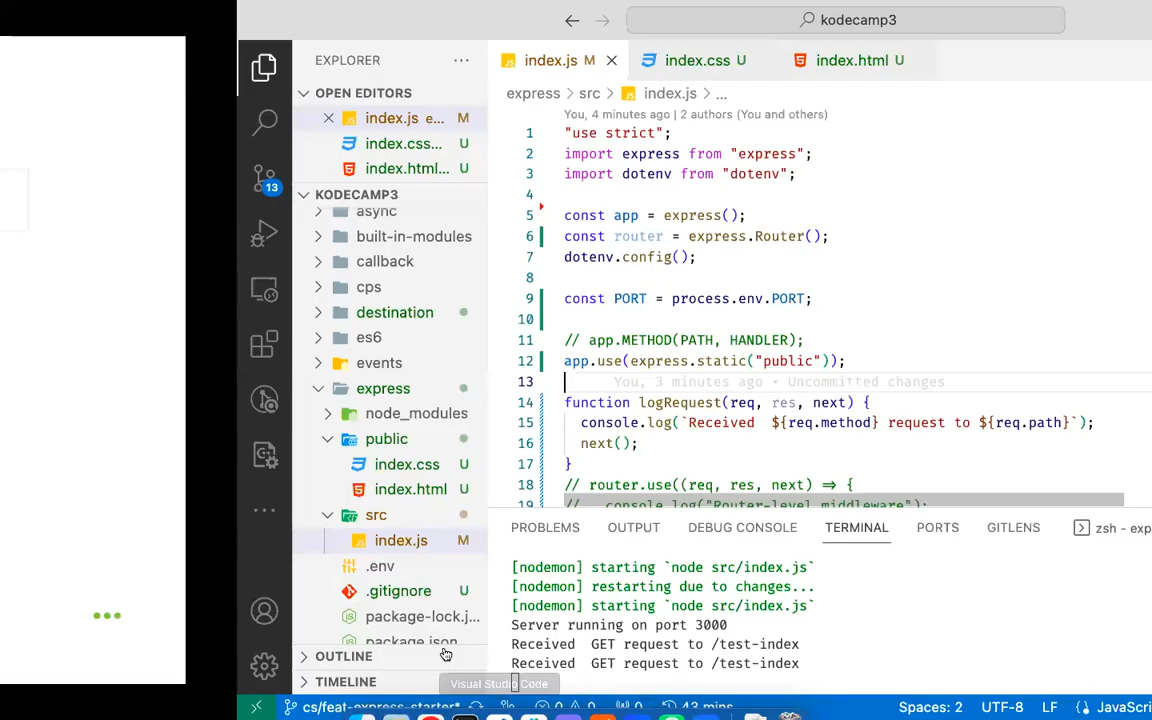 kodecamp3
EXPLORER
OPEN EDITORS
index.js e... M
index.css... U
index.html... U
KODECAMP3
async
built-in-modules
callback
cps
destination
es6
events
express
node_modules
public
index.css U
index.html U
src
index.js M
.env
.gitignore U
package-lock.j...
package.json
OUTLINE
TIMELINE
13
index.js M
index.css U
index.html U
express > src > index.js > ...
You, 4 minutes ago | 2 authors (You and others)
1 "use strict";
2 import express from "express";
3 import dotenv from "dotenv";
4
5 const app = express();
6 const router = express.Router();
7 dotenv.config();
8
9 const PORT = process.env.PORT;
10
11 // app.METHOD(PATH, HANDLER);
12 app.use(express.static("public"));
13 You, 3 minutes ago • Uncommitted changes
14 function logRequest(req, res, next) {
15 console.log(`Received  ${req.method} request to ${req.path}`);
16 next();
17 }
18 // router.use((req, res, next) => {
19 // console.log("Router-level middleware");
PROBLEMS OUTPUT DEBUG CONSOLE TERMINAL PORTS GITLENS zsh - exp
[nodemon] starting `node src/index.js`
[nodemon] restarting due to changes...
[nodemon] starting `node src/index.js`
Server running on port 3000
Received  GET request to /test-index
Received  GET request to /test-index
Visual Studio Code
cs/feat-express-starter* 0 0 0 43 mins Spaces: 2 UTF-8 LF JavaScri